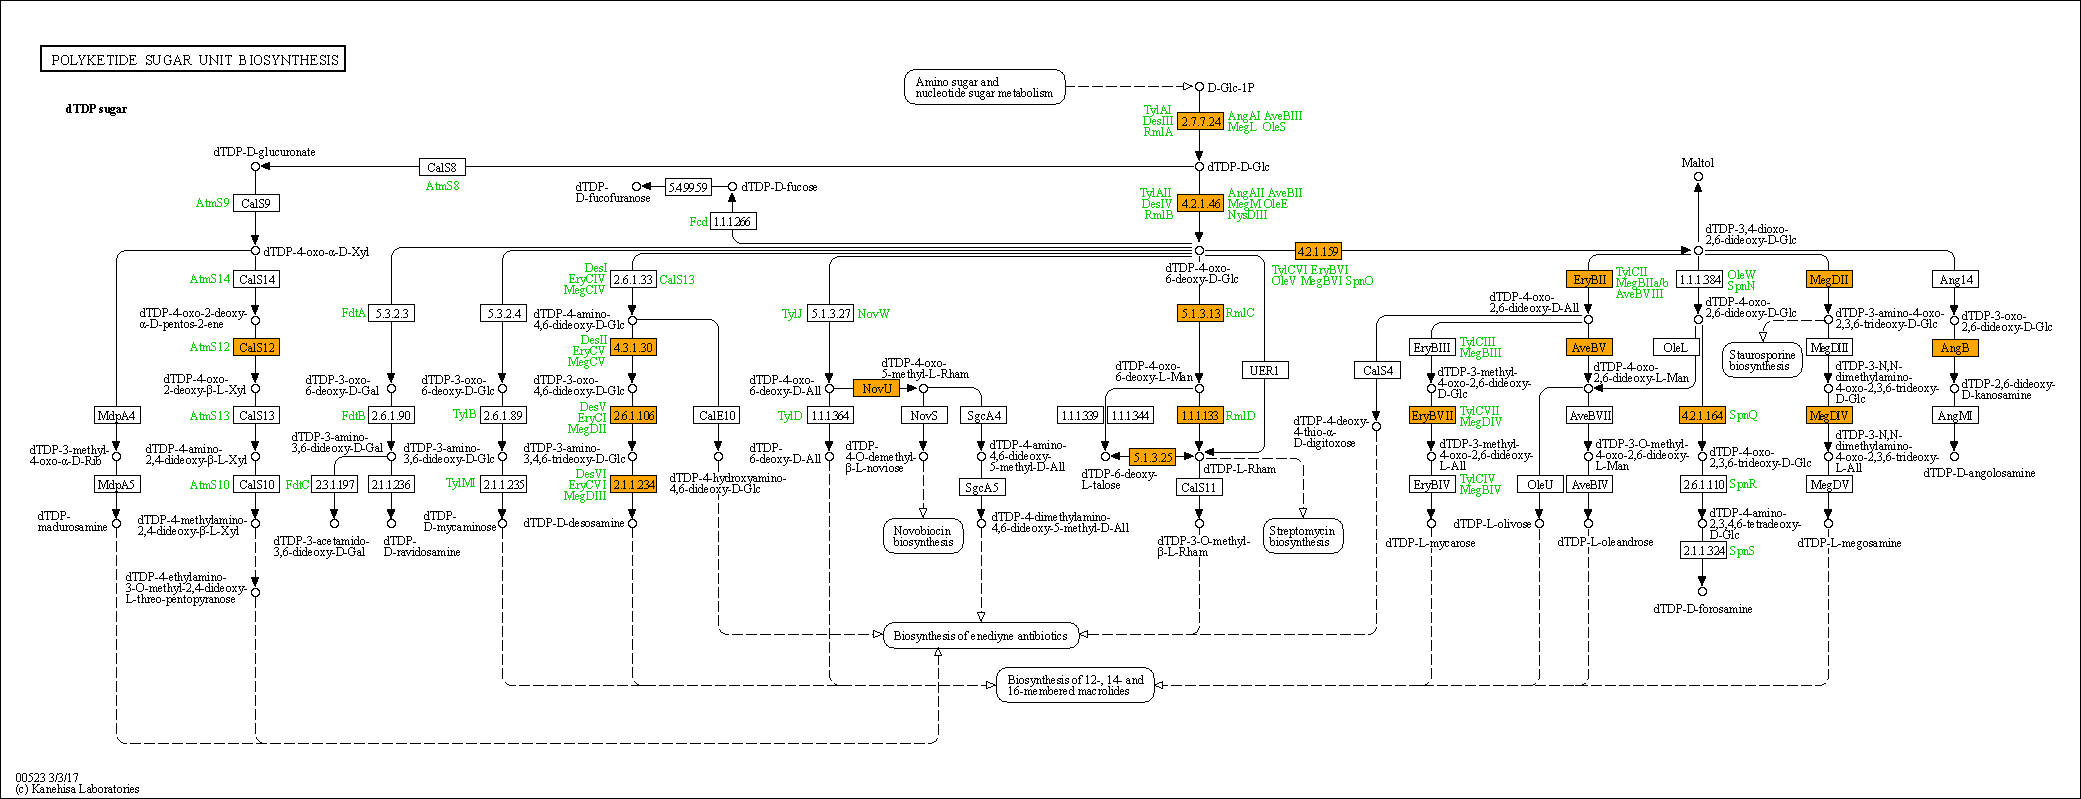 POLYKETIDE SUGAR UNIT BIOSYNTHESIS
dTDP sugar
Amino sugar and
nucleotide sugar metabolism
D-Glc-1P
TylAI
DesIII
RmlA
2.7.7.24
AngAI AveBIII
MegL OleS
dTDP-D-glucuronate
CalS8
AtmS8
dTDP-D-Glc
Maltol
dTDP-
D-fucofuranose
5.4.99.59
dTDP-D-fucose
Fcd
1.1.1.266
TylAII
DesIV
RmlB
4.2.1.46
AngAII AveBII
MegM OleE
NysDIII
AtmS9
CalS9
dTDP-4-oxo-α-D-Xyl
dTDP-4-oxo-
6-deoxy-D-Glc
4.2.1.159
TylCVI EryBVI
OleV MegBVI SpnO
dTDP-3,4-dioxo-
2,6-dideoxy-D-Glc
AtmS14
CalS14
DesI
EryCIV
MegCIV
2.6.1.33
CalS13
EryBII
TylCII
MegBIIa/b
AveBVIII
1.1.1.384
OleW
SpnN
MegDII
Ang14
dTDP-4-oxo-2-deoxy-
α-D-pentos-2-ene
FdtA
5.3.2.3
5.3.2.4
dTDP-4-amino-
4,6-dideoxy-D-Glc
TylJ
5.1.3.27
NovW
5.1.3.13
RmlC
dTDP-4-oxo-
2,6-dideoxy-D-All
dTDP-4-oxo-
2,6-dideoxy-D-Glc
dTDP-3-amino-4-oxo-
2,3,6-trideoxy-D-Glc
dTDP-3-oxo-
2,6-dideoxy-D-Glc
AtmS12
CalS12
DesII
EryCV
MegCV
4.3.1.30
EryBIII
TylCIII
MegBIII
AveBV
OleL
Staurosporine
biosynthesis
MegDIII
AngB
dTDP-4-oxo-
2-deoxy-β-L-Xyl
dTDP-3-oxo-
6-deoxy-D-Gal
dTDP-3-oxo-
6-deoxy-D-Glc
dTDP-3-oxo-
4,6-dideoxy-D-Glc
dTDP-4-oxo-
6-deoxy-D-All
NovU
dTDP-4-oxo-
5-methyl-L-Rham
dTDP-4-oxo-
6-deoxy-L-Man
UER1
CalS4
dTDP-3-methyl-
4-oxo-2,6-dideoxy-
D-Glc
dTDP-4-oxo-
2,6-dideoxy-L-Man
dTDP-3-N,N-
dimethylamino-
4-oxo-2,3,6-trideoxy-
D-Glc
dTDP-2,6-dideoxy-
D-kanosamine
MdpA4
AtmS13
CalS13
FdtB
2.6.1.90
TylB
2.6.1.89
DesV
EryCI
MegDII
2.6.1.106
CalE10
TylD
1.1.1.364
NovS
SgcA4
1.1.1.339
1.1.1.344
1.1.1.133
RmlD
dTDP-4-deoxy-
4-thio-α-
D-digitoxose
EryBVII
TylCVII
MegDIV
AveBVII
4.2.1.164
SpnQ
MegDIV
AngMI
dTDP-3-methyl-
4-oxo-α-D-Rib
dTDP-4-amino-
2,4-dideoxy-β-L-Xyl
dTDP-3-amino-
3,6-dideoxy-D-Gal
dTDP-3-amino-
3,6-dideoxy-D-Glc
dTDP-3-amino-
3,4,6-trideoxy-D-Glc
dTDP-4-hydroxyamino-
4,6-dideoxy-D-Glc
dTDP-
6-deoxy-D-All
dTDP-
4-O-demethyl-
β-L-noviose
dTDP-4-amino-
4,6-dideoxy-
5-methyl-D-All
dTDP-6-deoxy-
L-talose
5.1.3.25
dTDP-L-Rham
dTDP-3-methyl-
4-oxo-2,6-dideoxy-
L-All
dTDP-3-O-methyl-
4-oxo-2,6-dideoxy-
L-Man
dTDP-4-oxo-
2,3,6-trideoxy-D-Glc
dTDP-3-N,N-
dimethylamino-
4-oxo-2,3,6-trideoxy-
L-All
dTDP-D-angolosamine
MdpA5
AtmS10
CalS10
FdtC
2.3.1.197
2.1.1.236
TylMI
2.1.1.235
DesVI
EryCVI
MegDIII
2.1.1.234
SgcA5
CalS11
EryBIV
TylCIV
MegBIV
OleU
AveBIV
2.6.1.110
SpnR
MegDV
dTDP-
madurosamine
dTDP-4-methylamino-
2,4-dideoxy-β-L-Xyl
dTDP-3-acetamido-
3,6-dideoxy-D-Gal
dTDP-
D-ravidosamine
dTDP-
D-mycaminose
dTDP-D-desosamine
Novobiocin
biosynthesis
dTDP-4-dimethylamino-
4,6-dideoxy-5-methyl-D-All
dTDP-3-O-methyl-
β-L-Rham
Streptomycin
biosynthesis
dTDP-L-mycarose
dTDP-L-olivose
dTDP-L-oleandrose
dTDP-4-amino-
2,3,4,6-tetradeoxy-
D-Glc
dTDP-L-megosamine
2.1.1.324
SpnS
dTDP-4-ethylamino-
3-O-methyl-2,4-dideoxy-
L-threo-pentopyranose
dTDP-D-forosamine
Biosynthesis of enediyne antibiotics
Biosynthesis of 12-, 14- and
16-membered macrolides
00523 3/3/17
(c) Kanehisa Laboratories